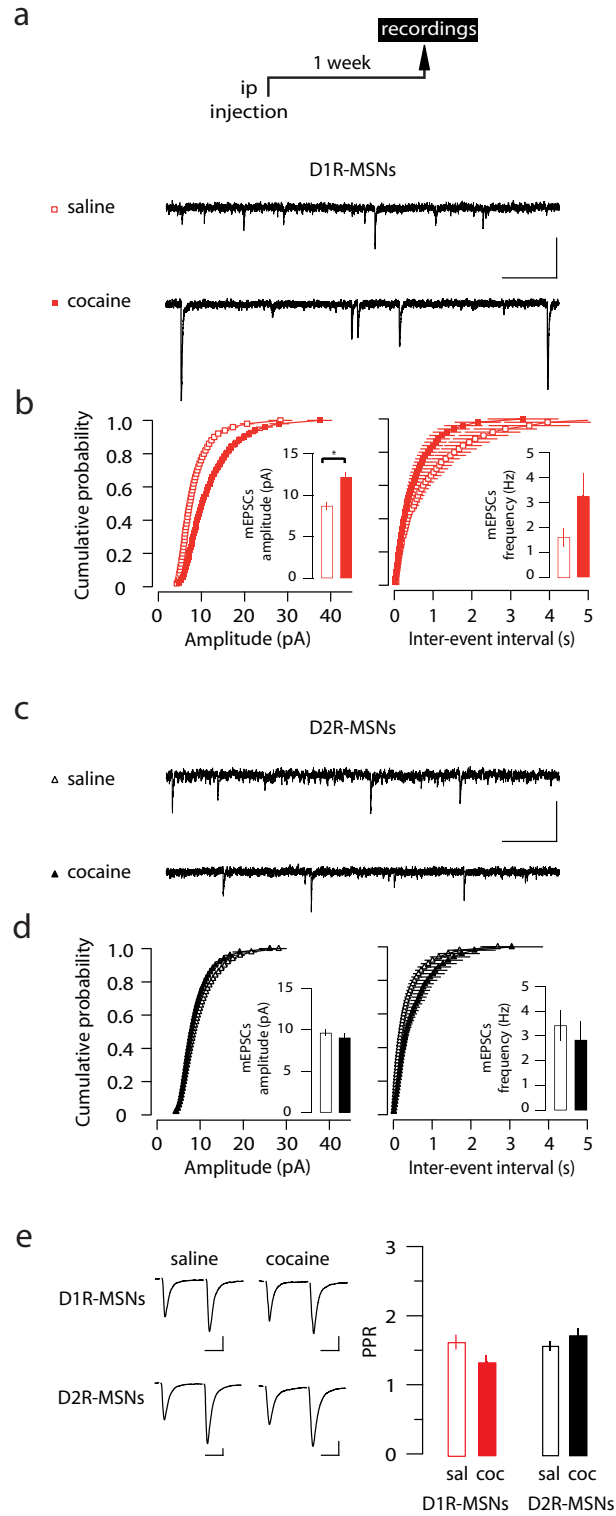 a
recordings
1 week
ip
injection
D1R-MSNs
saline
cocaine
b
Cumulative probability
1.0
0.8
0.6
0.4
0.2
0
0 10 20 30 40
Amplitude (pA)
mEPSCs
amplitude (pA)
15
10
5
0
*
0 1 2 3 4 5
Inter-event interval (s)
mEPSCs
frequency (Hz)
5
4
3
2
1
0
c
D2R-MSNs
saline
cocaine
d
Cumulative probability
1.0
0.8
0.6
0.4
0.2
0
0 10 20 30 40
Amplitude (pA)
mEPSCs
amplitude (pA)
15
10
5
0
0 1 2 3 4 5
Inter-event interval (s)
mEPSCs
frequency (Hz)
5
4
3
2
1
0
e
saline cocaine
D1R-MSNs
D2R-MSNs
PPR
3
2
1
0
sal coc sal coc
D1R-MSNs D2R-MSNs